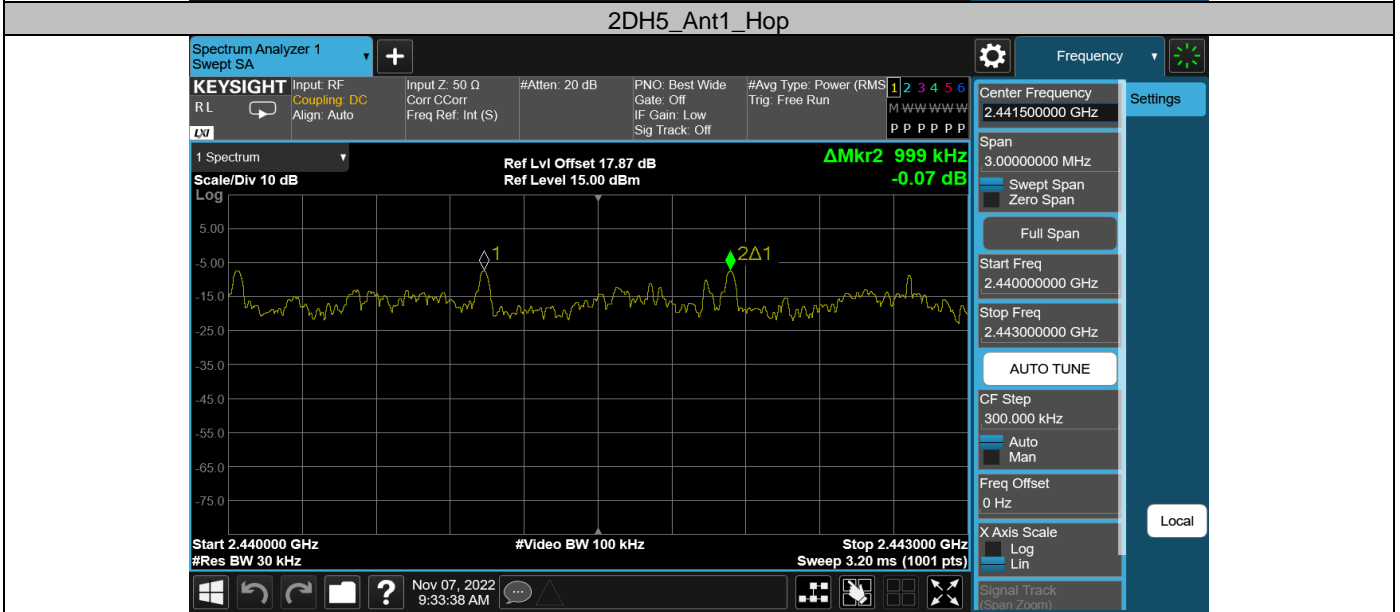 2DH5_Ant1_Hop
Spectrum Analyzer 1
Swept SA
Frequency
KEYSIGHT
RL
LXI
Input: RF
Coupling: DC
Align: Auto
Input Z: 50 Ω
Corr CCorr
Freq Ref: Int (S)
#Atten: 20 dB
PNO: Best Wide
Gate: Off
IF Gain: Low
Sig Track: Off
#Avg Type: Power (RMS
Trig: Free Run
1 2 3 4 5 6
M W W W W W
P P P P P P
1 Spectrum
Scale/Div 10 dB
Ref Lvl Offset 17.87 dB
Ref Level 15.00 dBm
ΔMkr2 999 kHz
-0.07 dB
Log
5.00
-5.00
-15.0
-25.0
-35.0
-45.0
-55.0
-65.0
-75.0
1
2Δ1
Start 2.440000 GHz
#Res BW 30 kHz
#Video BW 100 kHz
Stop 2.443000 GHz
Sweep 3.20 ms (1001 pts)
Center Frequency
2.441500000 GHz
Span
3.00000000 MHz
Swept Span
Zero Span
Full Span
Start Freq
2.440000000 GHz
Stop Freq
2.443000000 GHz
AUTO TUNE
CF Step
300.000 kHz
Auto
Man
Freq Offset
0 Hz
X Axis Scale
Log
Lin
Signal Track
(Span Zoom)
Settings
Local
?
Nov 07, 2022
9:33:38 AM